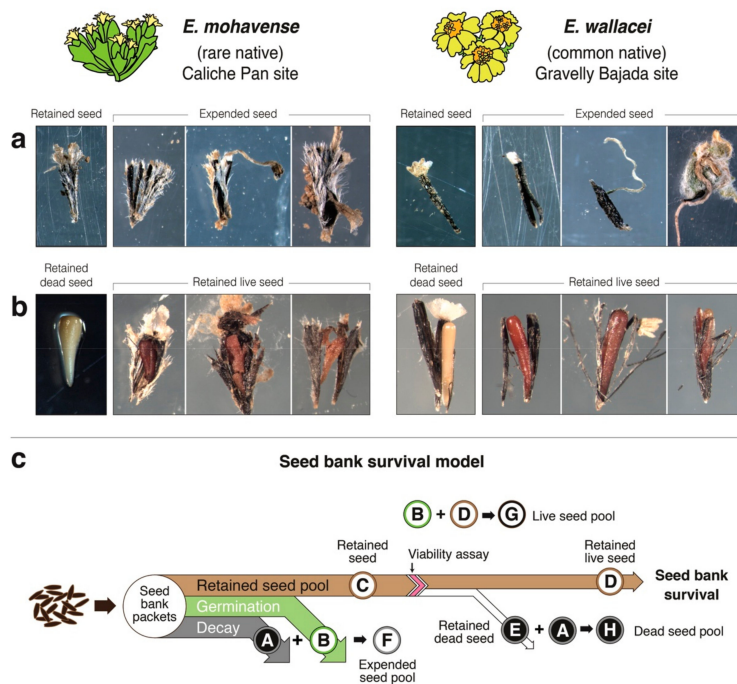 E. mohavense
(rare native)
Caliche Pan site
E. wallacei
(common native)
Gravelly Bajada site
a
Retained seed
Expended seed
Retained seed
Expended seed
b
Retained
dead seed
Retained live seed
Retained
dead seed
Retained live seed
c
Seed bank survival model
B + D G Live seed pool
Retained
seed
Viability assay
Retained
live seed
Seed
bank
packets
Retained seed pool
C
D
Seed bank
survival
Germination
Decay
A + B F
Expended
seed pool
Retained
dead seed
E + A H Dead seed pool